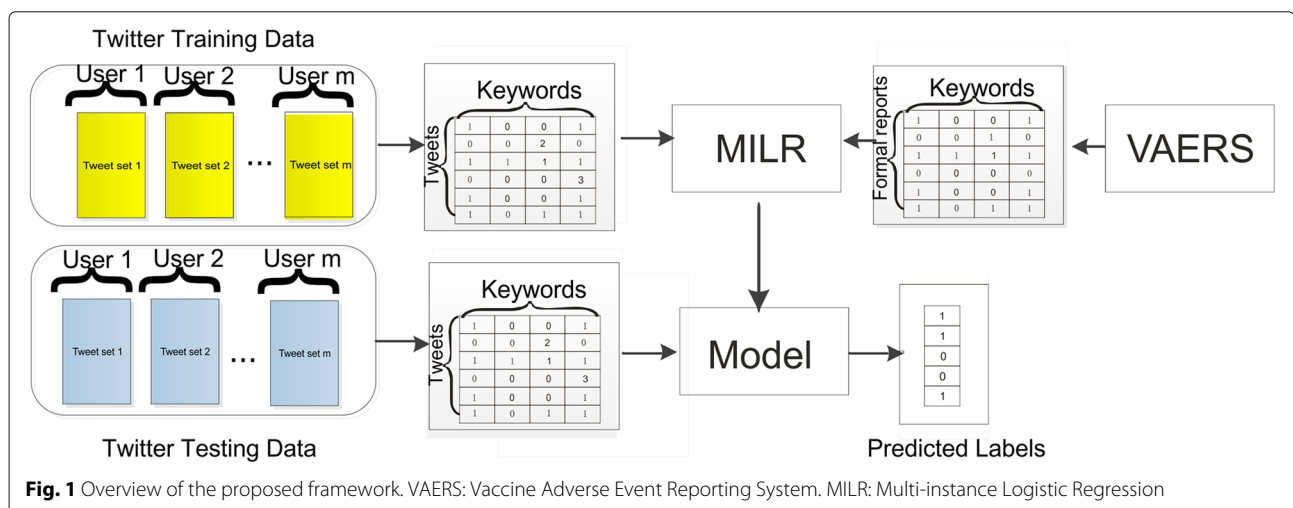 Twitter Training Data
User 1 User 2 User m
Tweet set 1 Tweet set 2 ... Tweet set m
Keywords
Tweets
1 0 0 1
0 0 2 0
1 1 1 1
0 0 0 3
1 0 0 1
1 0 1 1
MILR
Keywords
Formal reports
1 0 0 1
0 0 1 0
1 1 1 1
0 0 0 0
1 0 0 1
1 0 1 1
VAERS
User 1 User 2 User m
Tweet set 1 Tweet set 2 ... Tweet set m
Twitter Testing Data
Keywords
Tweets
1 0 0 1
0 0 2 0
1 1 1 1
0 0 0 3
1 0 0 1
1 0 1 1
Model
1
1
0
0
1
Predicted Labels
Fig. 1 Overview of the proposed framework. VAERS: Vaccine Adverse Event Reporting System. MILR: Multi-instance Logistic Regression